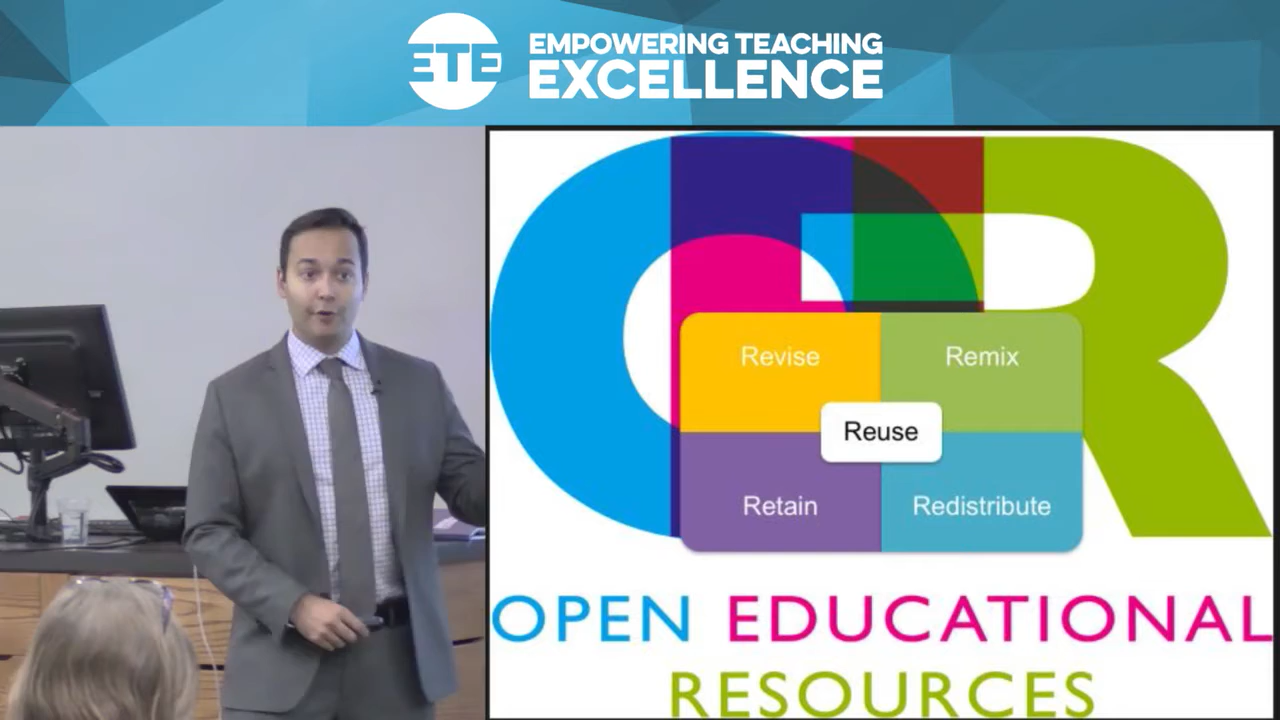 ETE
EMPOWERING TEACHING
EXCELLENCE
OER
Revise
Remix
Reuse
Retain
Redistribute
OPEN EDUCATIONAL
RESOURCES